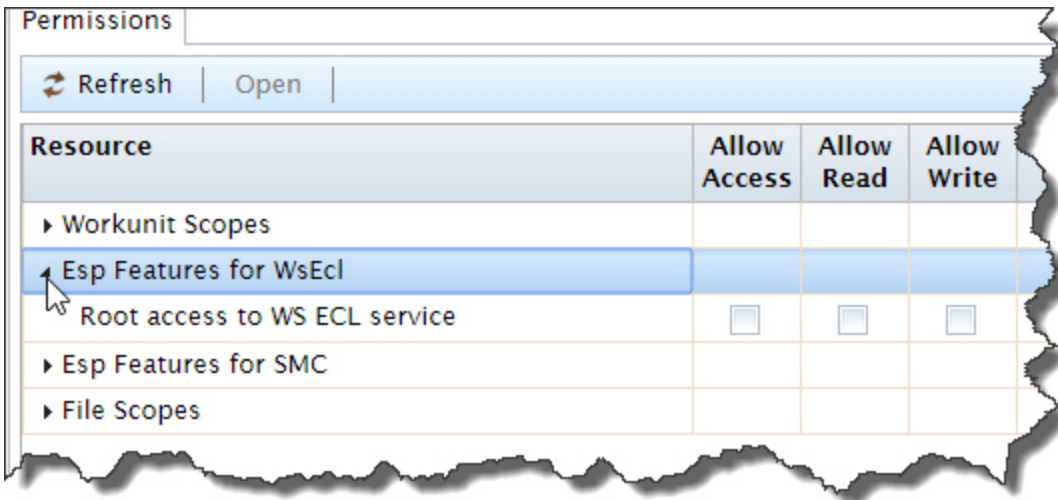 Permissions
Refresh Open
Resource Allow Access Allow Read Allow Write
Workunit Scopes
Esp Features for WsEcl
Root access to WS ECL service
Esp Features for SMC
File Scopes